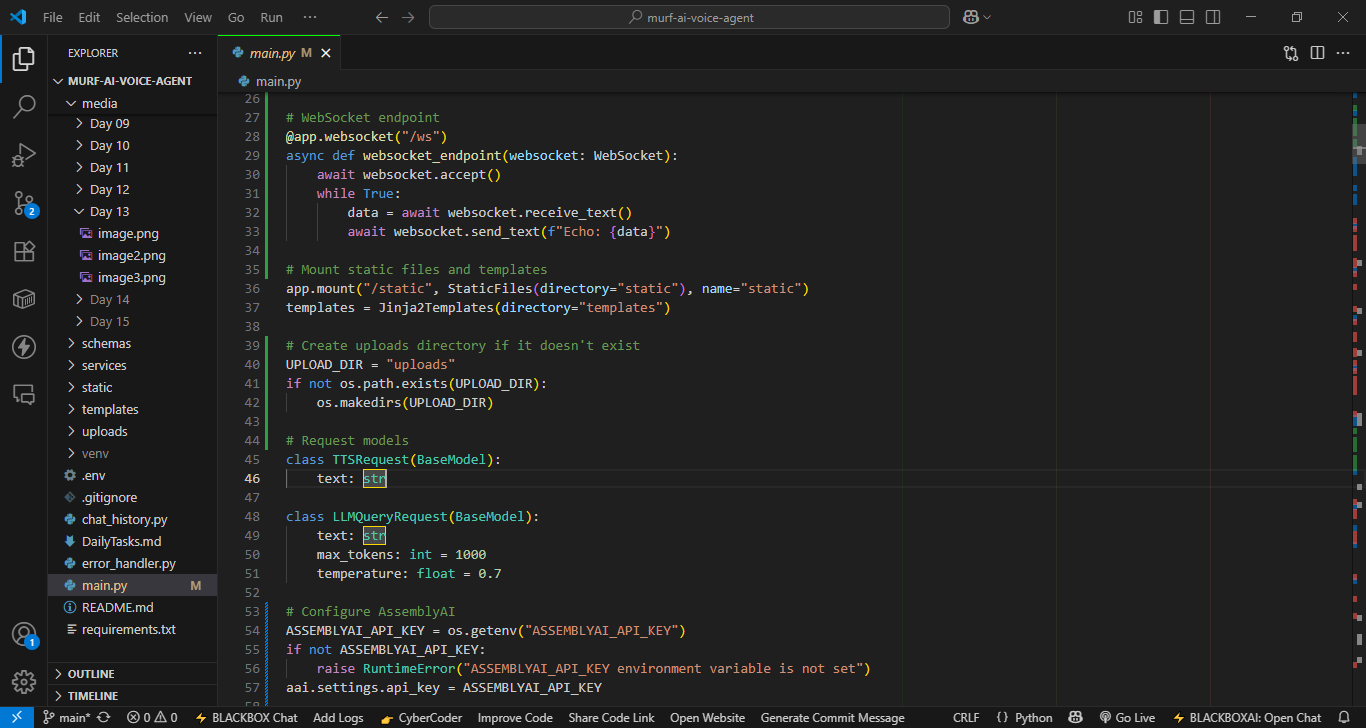 File Edit Selection View Go Run ···
murf-ai-voice-agent
EXPLORER ···
MURF-AI-VOICE-AGENT
media
Day 09
Day 10
Day 11
Day 12
Day 13
image.png
image2.png
image3.png
Day 14
Day 15
schemas
services
static
templates
uploads
venv
.env
.gitignore
chat_history.py
DailyTasks.md
error_handler.py
main.py M
README.md
requirements.txt
OUTLINE
TIMELINE
2
1
main.py M
main.py
26
27 # WebSocket endpoint
28 @app.websocket("/ws")
29 async def websocket_endpoint(websocket: WebSocket):
30 await websocket.accept()
31 while True:
32 data = await websocket.receive_text()
33 await websocket.send_text(f"Echo: {data}")
34
35 # Mount static files and templates
36 app.mount("/static", StaticFiles(directory="static"), name="static")
37 templates = Jinja2Templates(directory="templates")
38
39 # Create uploads directory if it doesn't exist
40 UPLOAD_DIR = "uploads"
41 if not os.path.exists(UPLOAD_DIR):
42 os.makedirs(UPLOAD_DIR)
43
44 # Request models
45 class TTSRequest(BaseModel):
46 text: str
47
48 class LLMQueryRequest(BaseModel):
49 text: str
50 max_tokens: int = 1000
51 temperature: float = 0.7
52
53 # Configure AssemblyAI
54 ASSEMBLYAI_API_KEY = os.getenv("ASSEMBLYAI_API_KEY")
55 if not ASSEMBLYAI_API_KEY:
56 raise RuntimeError("ASSEMBLYAI_API_KEY environment variable is not set")
57 aai.settings.api_key = ASSEMBLYAI_API_KEY
58
main* 0 0 BLACKBOX Chat Add Logs CyberCoder Improve Code Share Code Link Open Website Generate Commit Message CRLF {} Python Go Live BLACKBOXAI: Open Chat